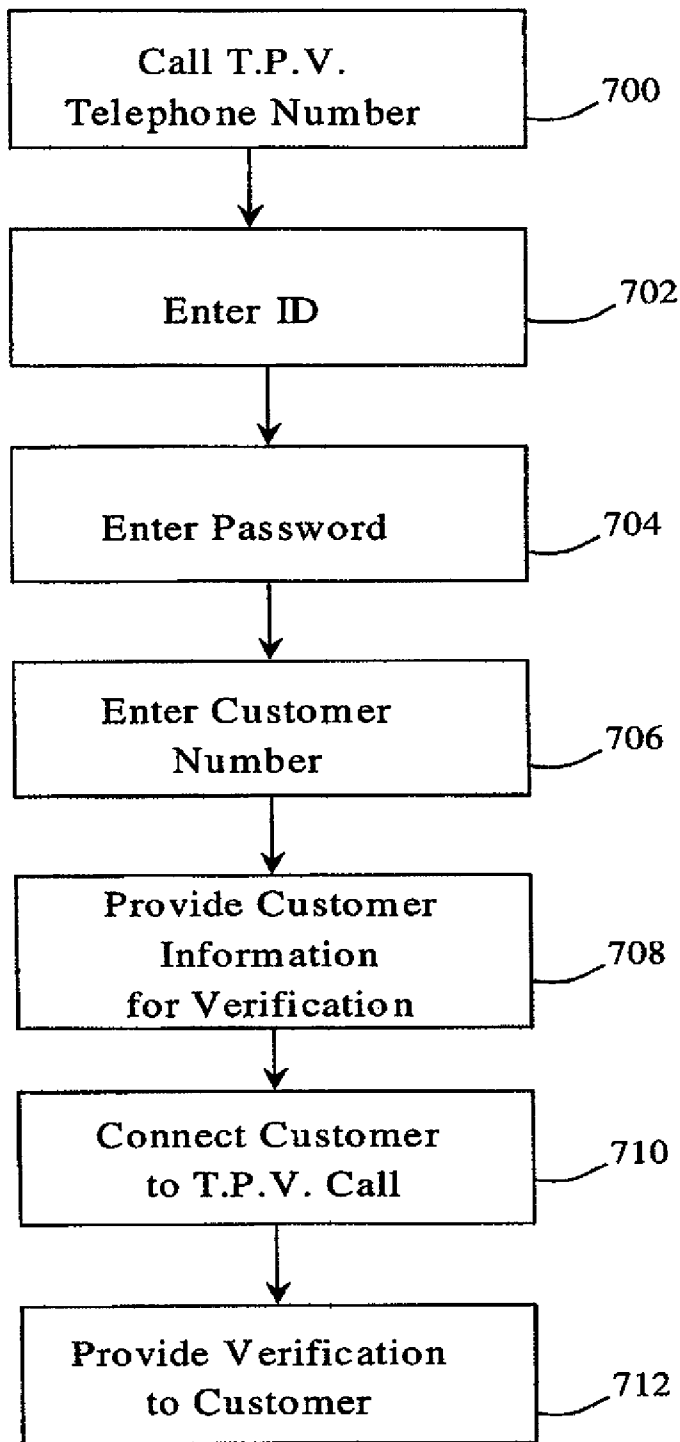 Call T.P.V.
Telephone Number
700
Enter ID
702
Enter Password
704
Enter Customer
Number
706
Provide Customer
Information
for Verification
708
Connect Customer
to T.P.V. Call
710
Provide Verification
to Customer
712